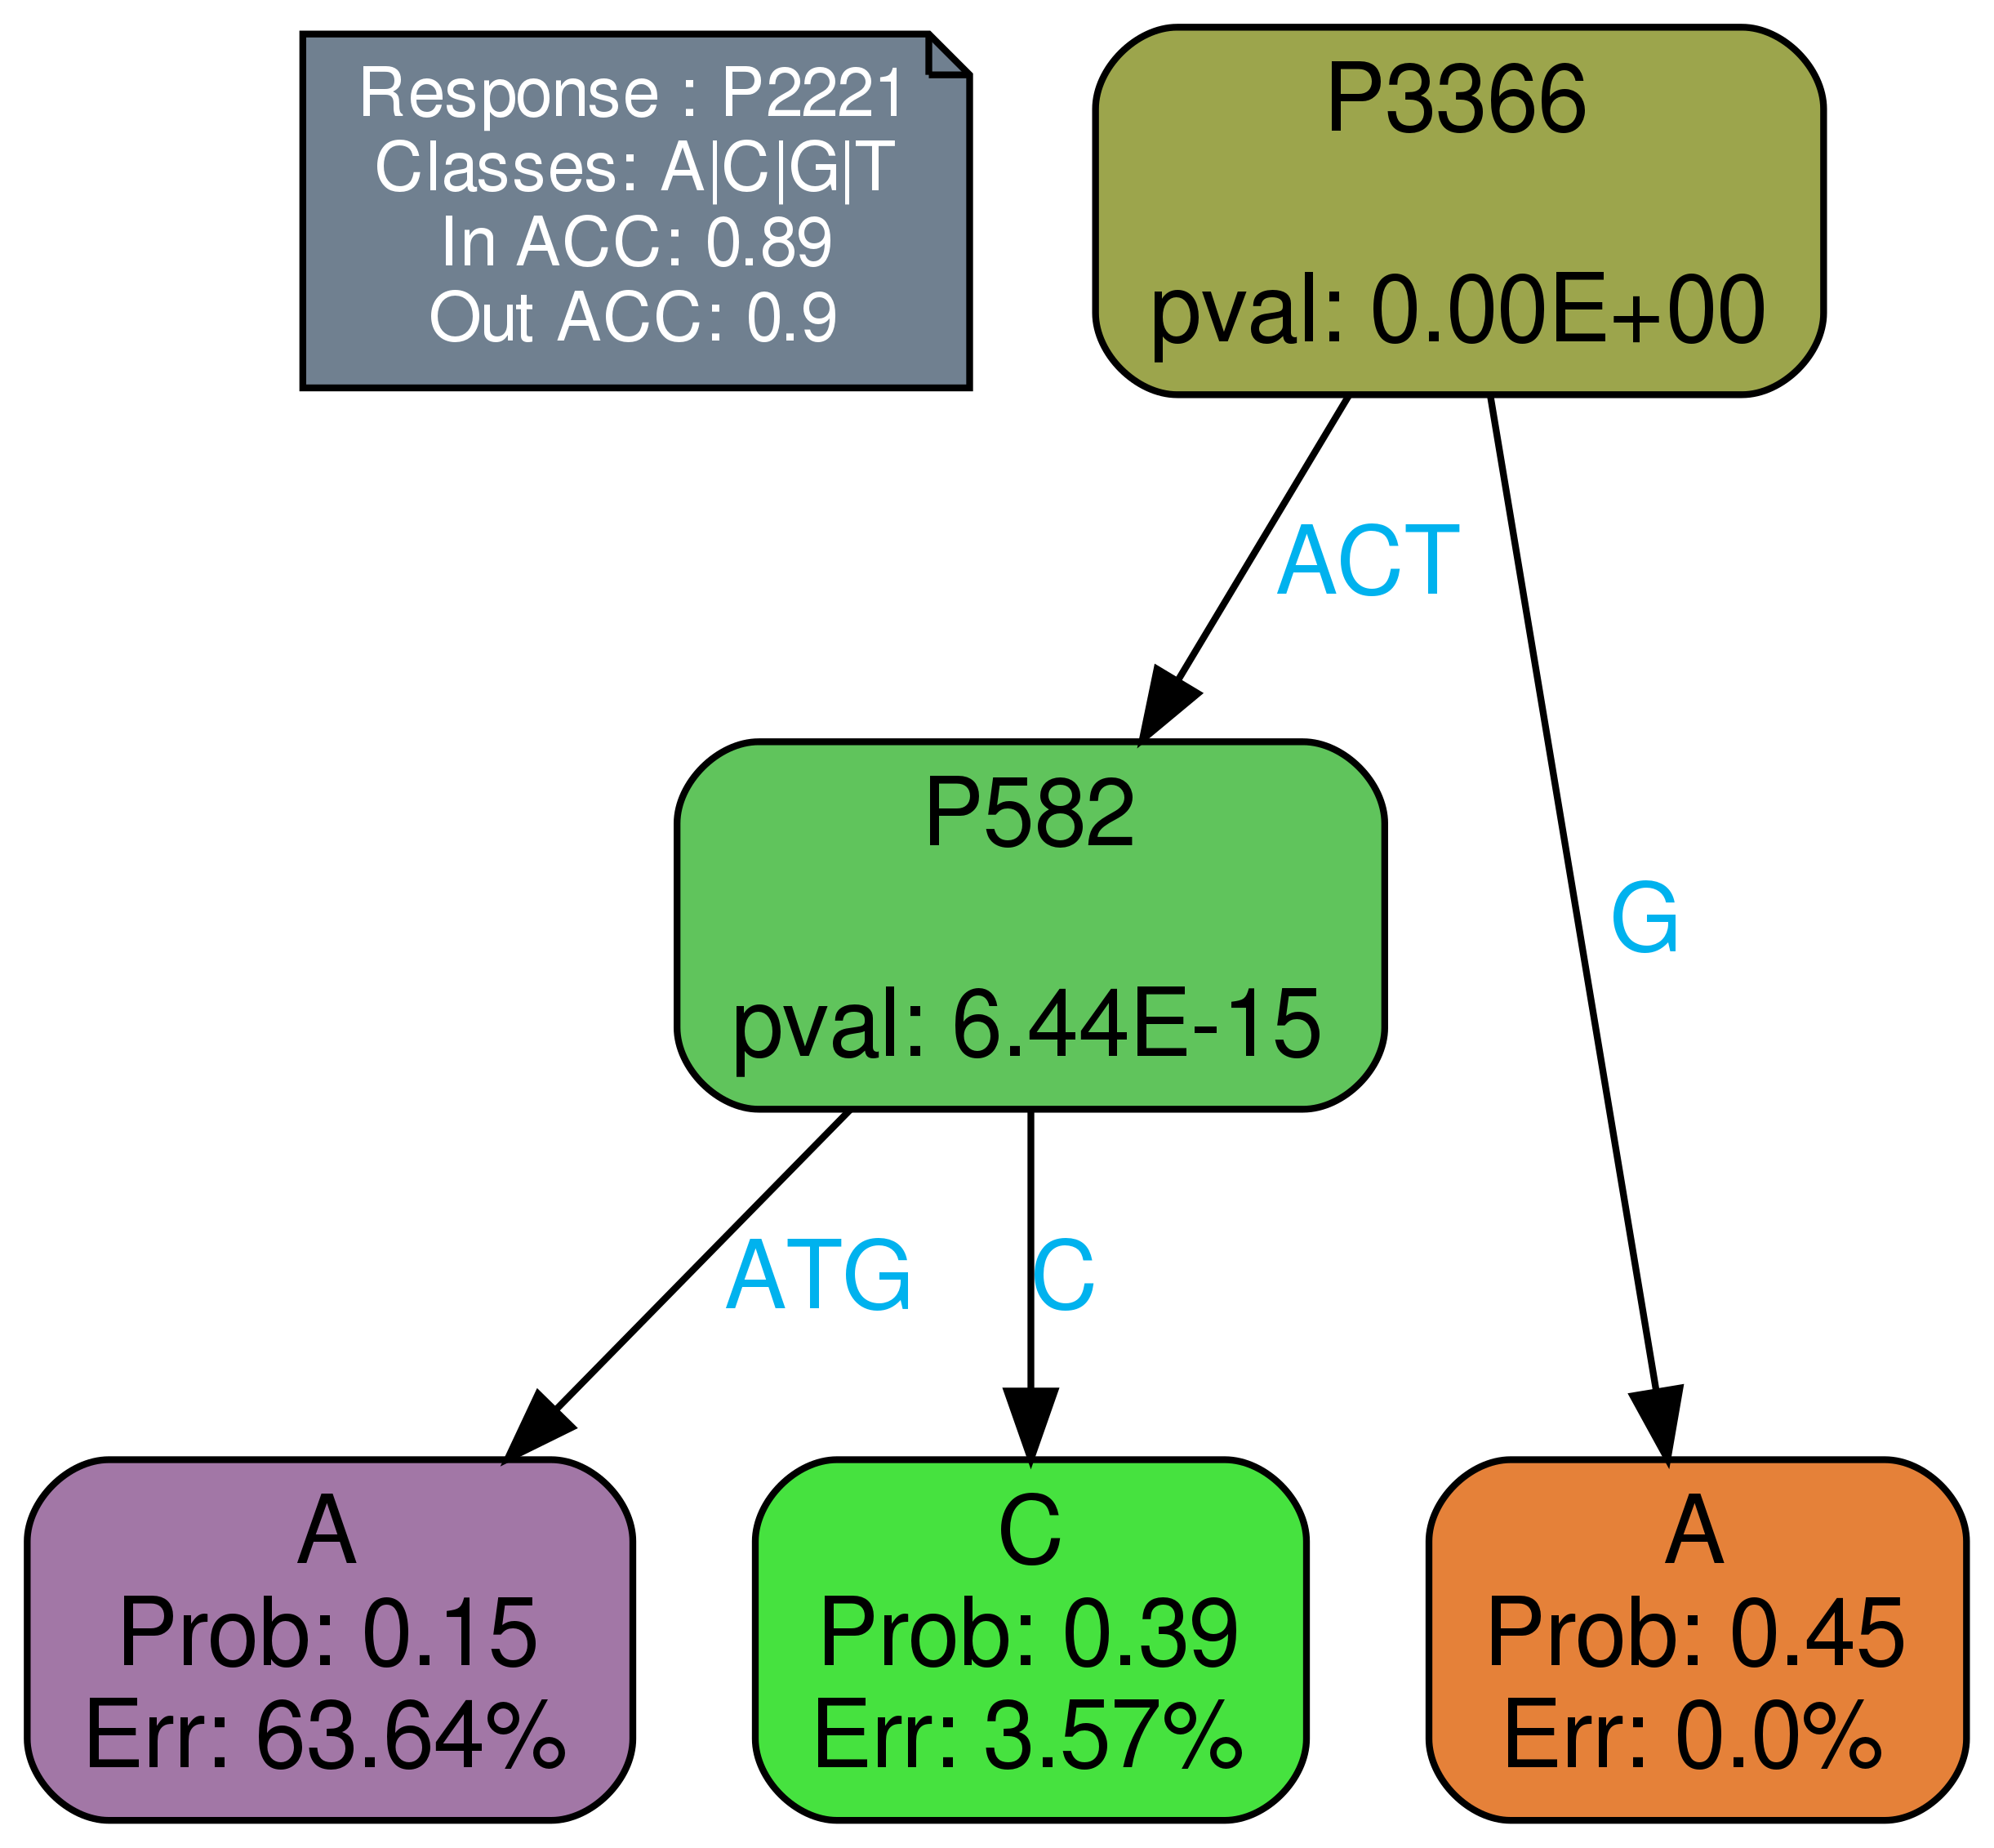 Response : P2221
Classes: A|C|G|T
In ACC: 0.89
Out ACC: 0.9
P3366
pval: 0.00E+00
ACT
P582
pval: 6.44E-15
G
ATG
C
A
Prob: 0.15
Err: 63.64%
C
Prob: 0.39
Err: 3.57%
A
Prob: 0.45
Err: 0.0%